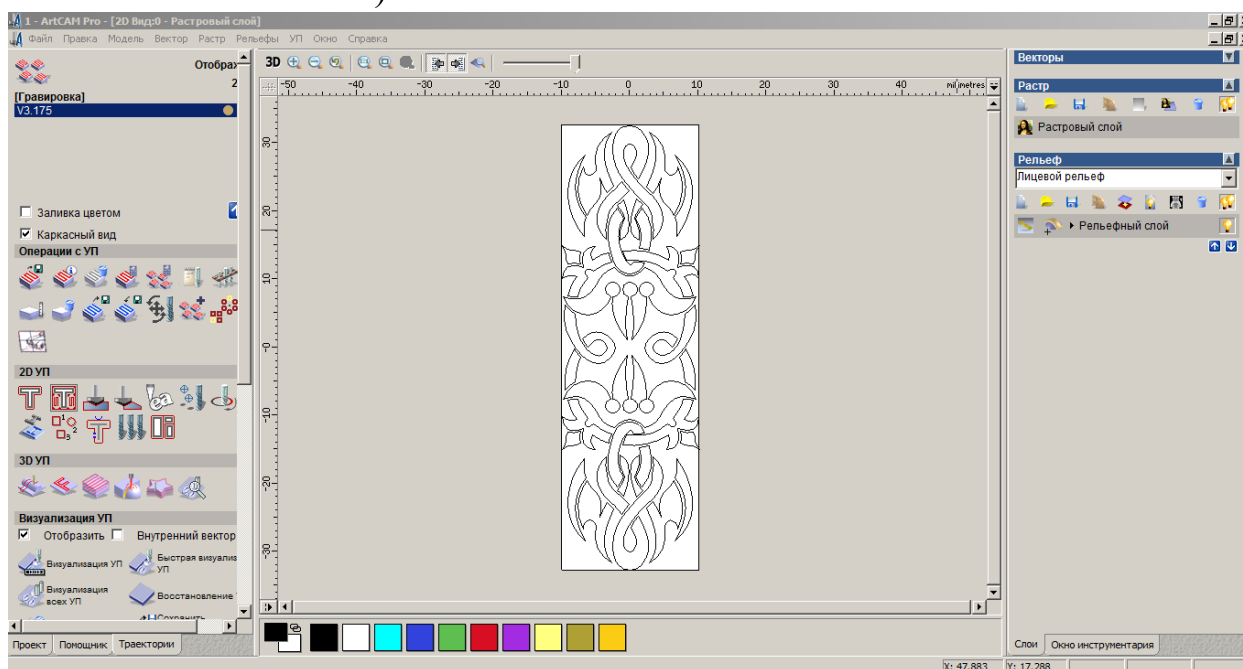 1 - ArtCAM Pro - [2D Вид:0 - Растровый слой]
Файл Правка Модель Вектор Растр Рельефы УП Окно Справка
Отображ
2
[Гравировка]
V3.175
Заливка цветом
Каркасный вид
Операции с УП
2D УП
3D УП
Визуализация УП
Отобразить
Внутренний вектор
Визуализация УП
Быстрая визуализ
УП
Визуализация
всех УП
Восстановление
Сохранить
Проект Помощник Траектории
3D
-50 -40 -30 -20 -10 0 10 20 30 40 millimetres
30
20
10
-0
-10
-20
-30
Векторы
Растр
Растровый слой
Рельеф
Лицевой рельеф
Рельефный слой
Слои Окно инструментария
X: 47.883 Y: 17.288